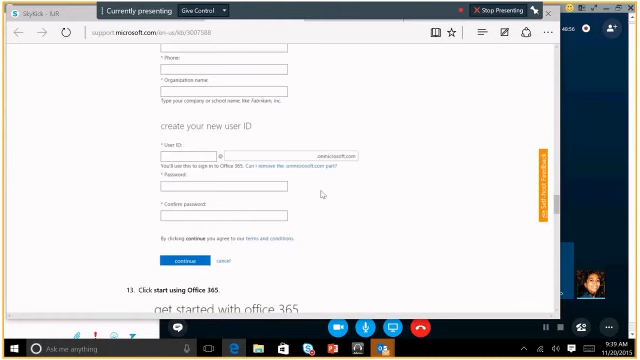 Currently presenting
Give Control
Stop Presenting
SkyKick - IUR
48:56
support.microsoft.com/en-us/kb/3007588
* Phone:
* Organization name:
Type your company or school name, like Fabrikam, Inc.
create your new user ID
* User ID:
@ .onmicrosoft.com
You'll use this to sign in to Office 365. Can I remove the .onmicrosoft.com part?
* Password:
* Confirm password:
By clicking continue you agree to our terms and conditions.
continue cancel
Self-host Feedback
13. Click start using Office 365.
get started with office 365
Ask me anything
9:39 AM
11/20/2015